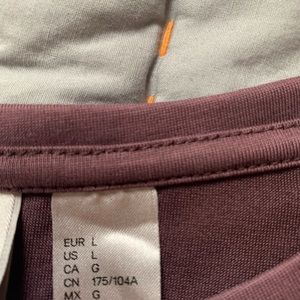 EUR L
US L
CA G
CN 175/104A
MX G